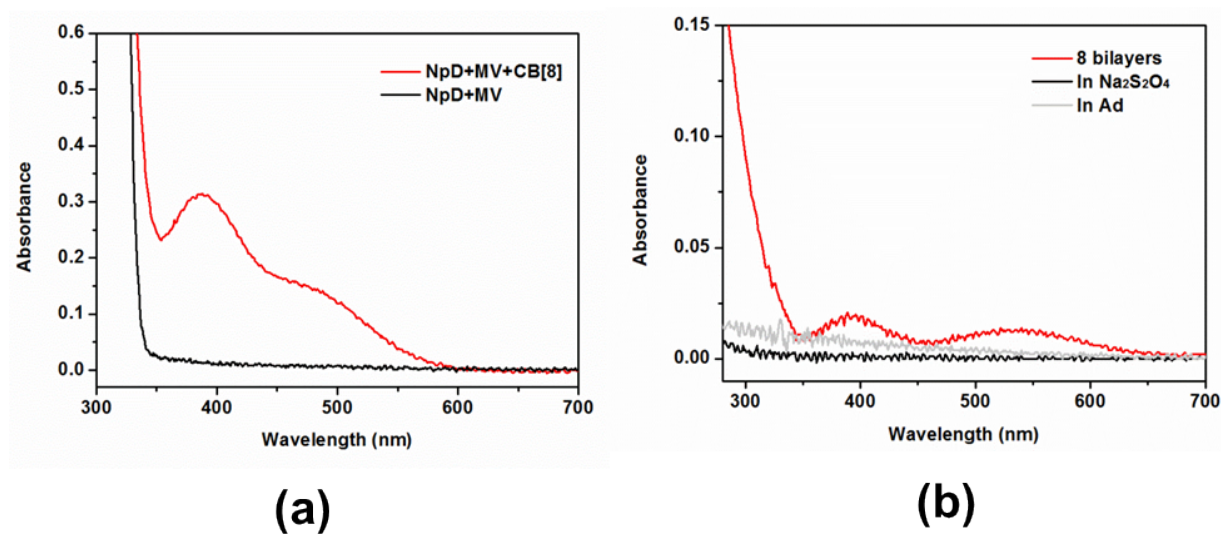 0.6
0.5
0.4
0.3
0.2
0.1
0.0
Absorbance
NpD+MV+CB[8]
NpD+MV
300 400 500 600 700
Wavelength (nm)
(a)
0.15
0.10
0.05
0.00
Absorbance
8 bilayers
In Na₂S₂O₄
In Ad
300 400 500 600 700
Wavelength (nm)
(b)